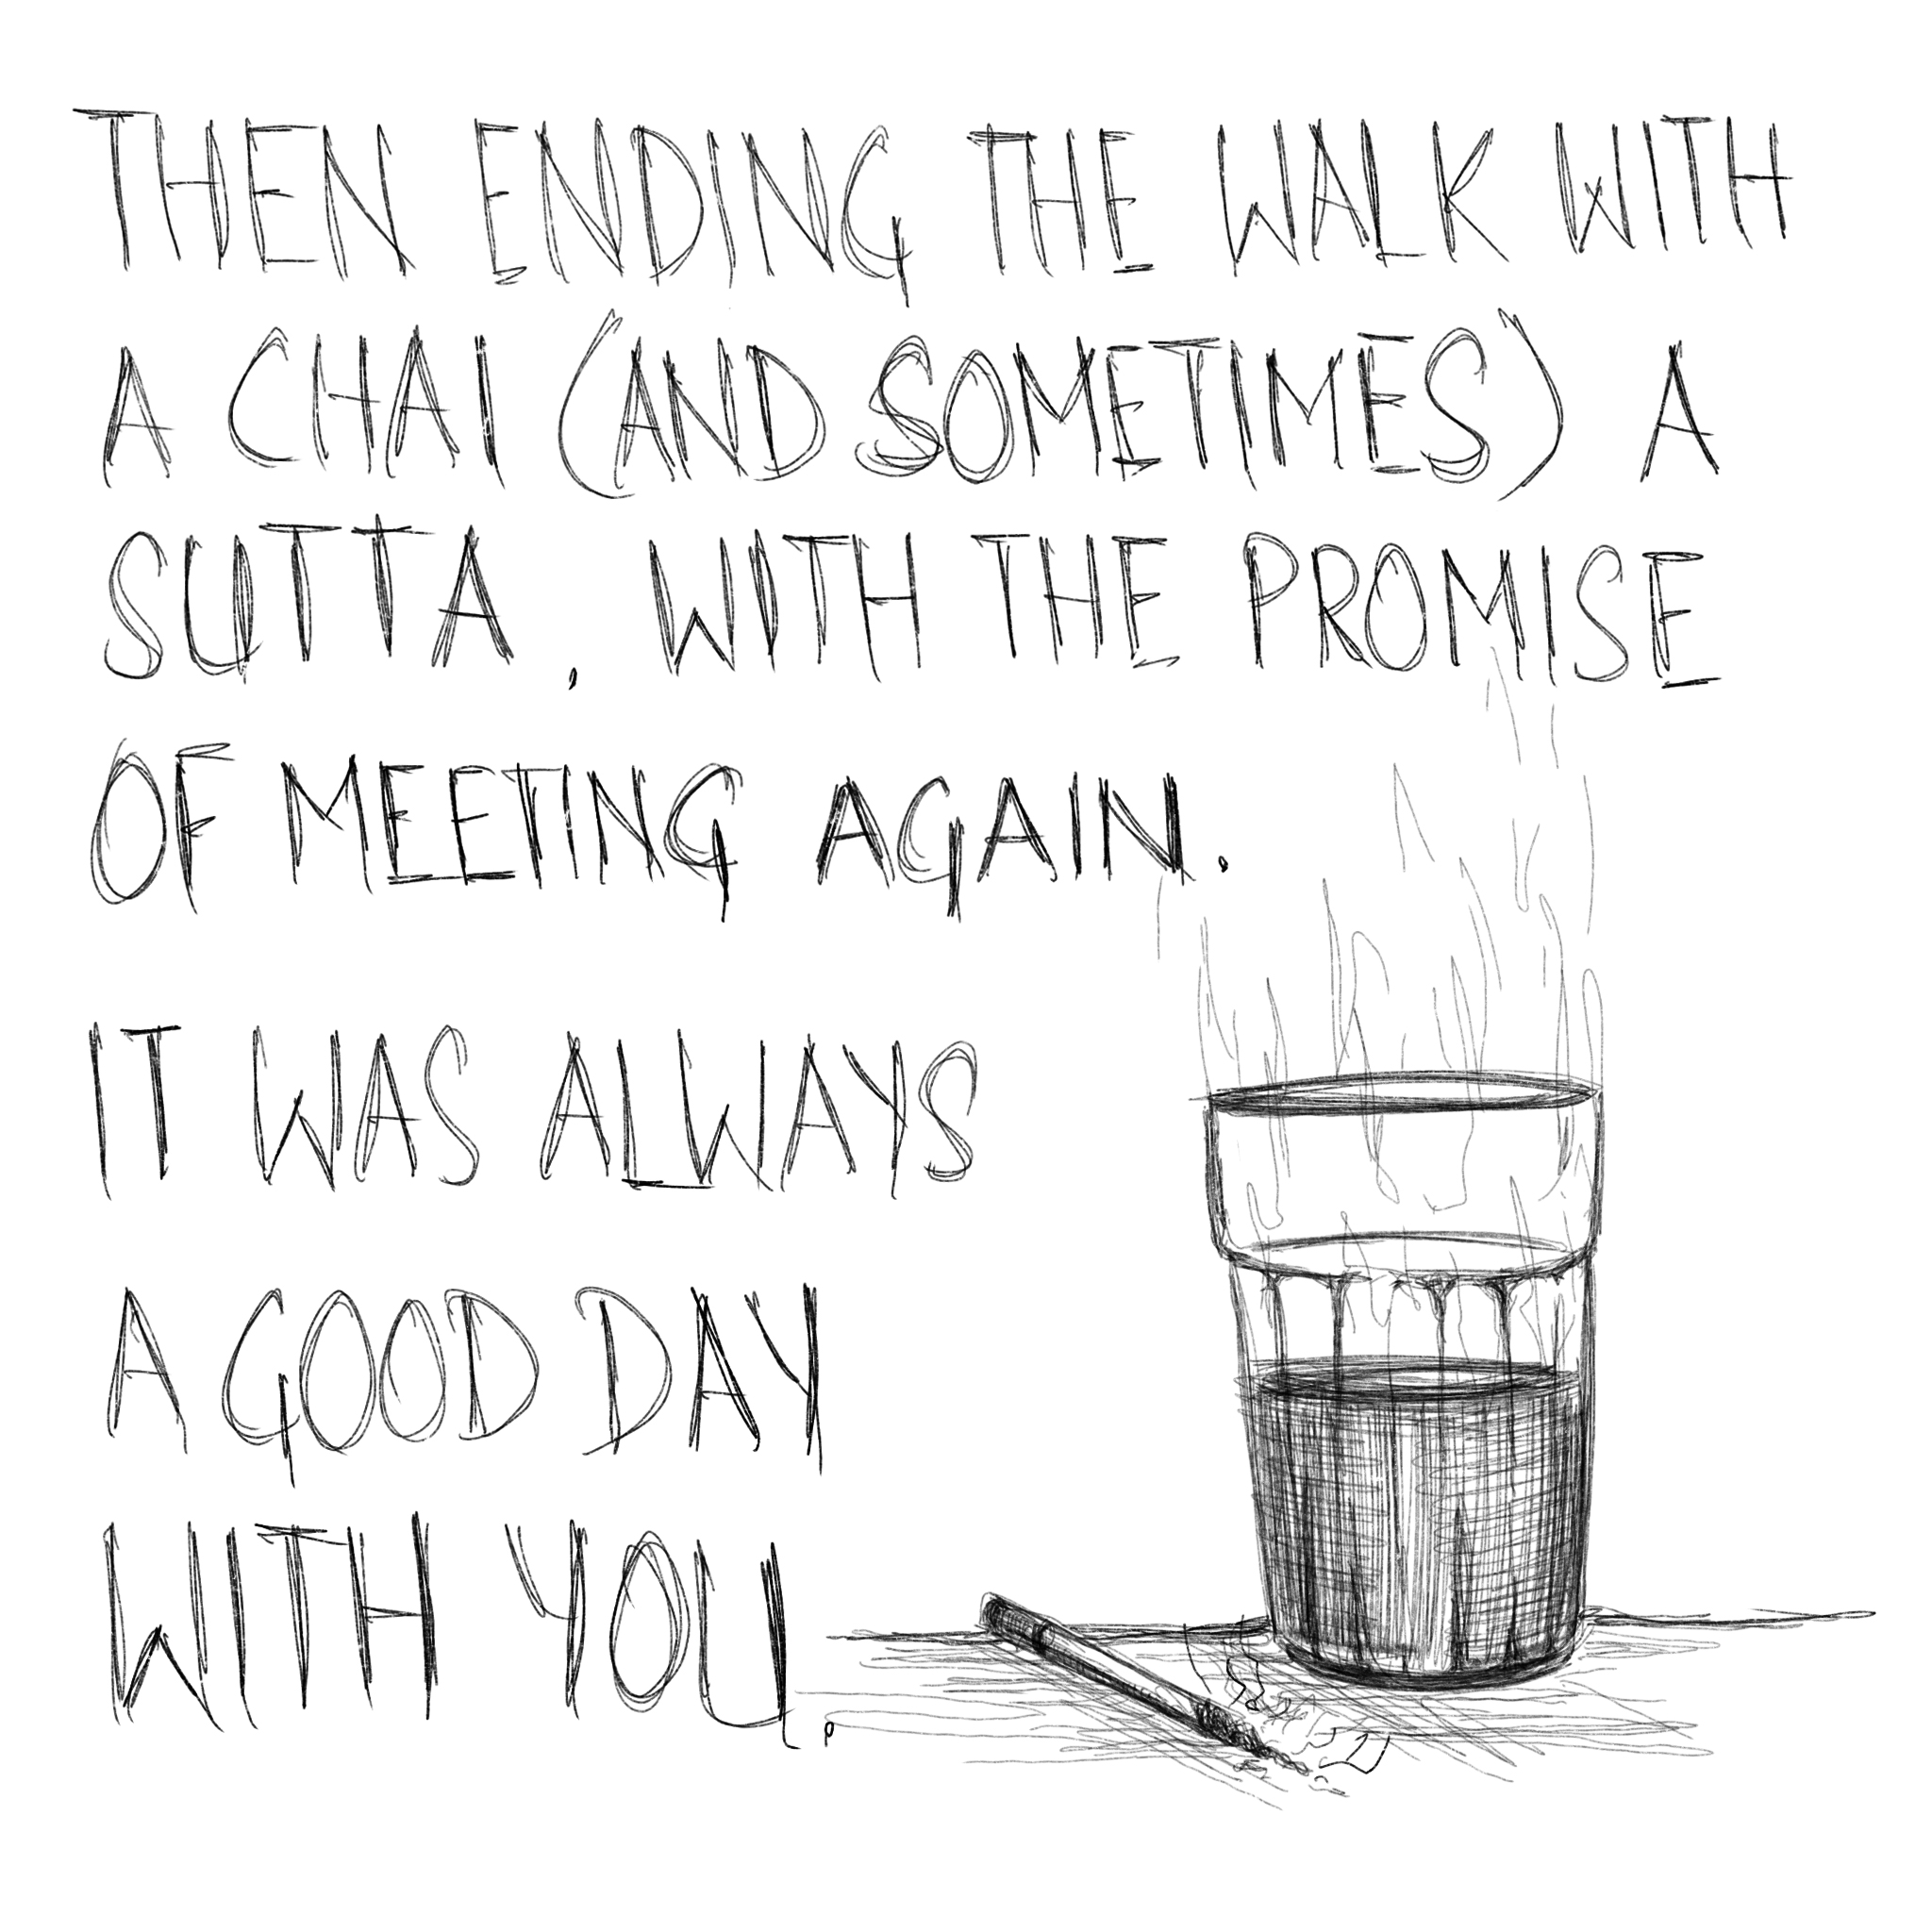 THEN ENDING THE WALK WITH
A CHAI (AND SOMETIMES) A
SUTTA, WITH THE PROMISE
OF MEETING AGAIN.
IT WAS ALWAYS
A GOOD DAY
WITH YOU.